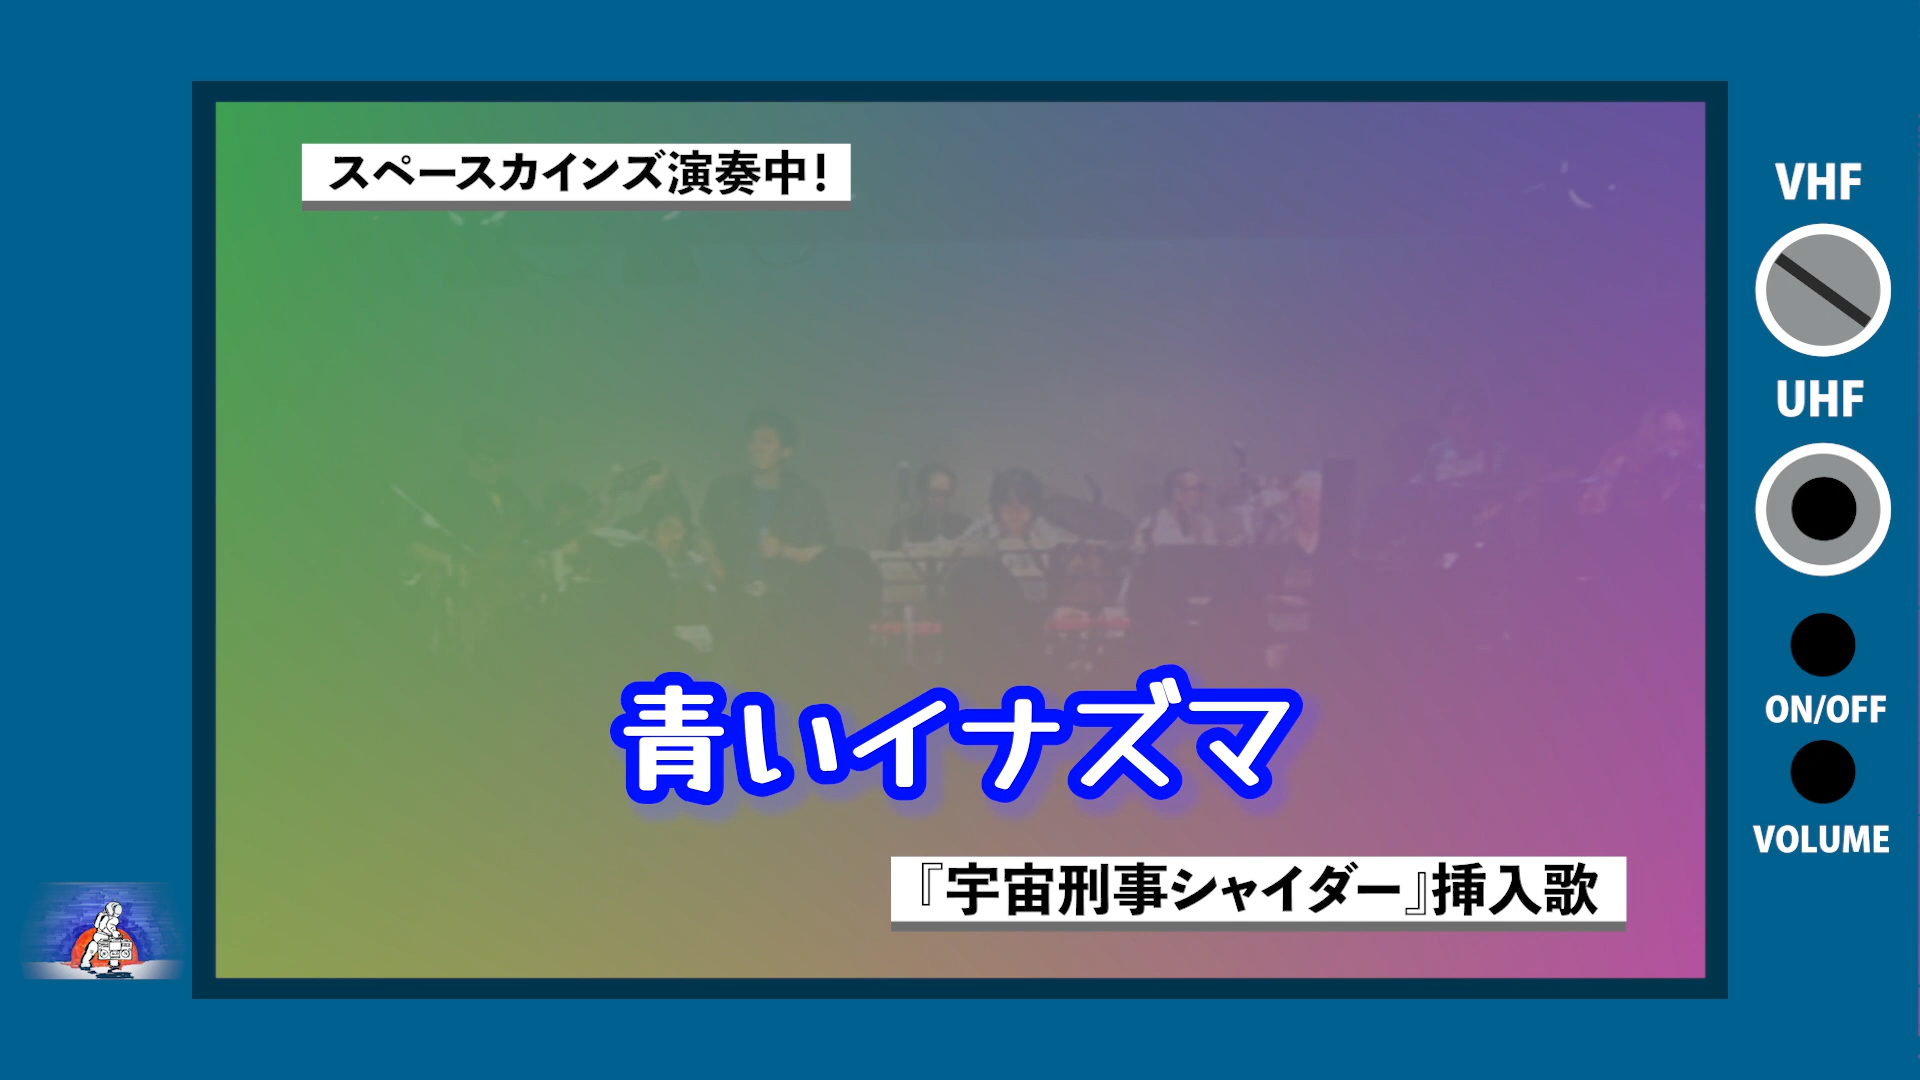 スペースカインズ演奏中!
青いイナズマ
『宇宙刑事シャイダー』挿入歌
VHF
UHF
ON/OFF
VOLUME